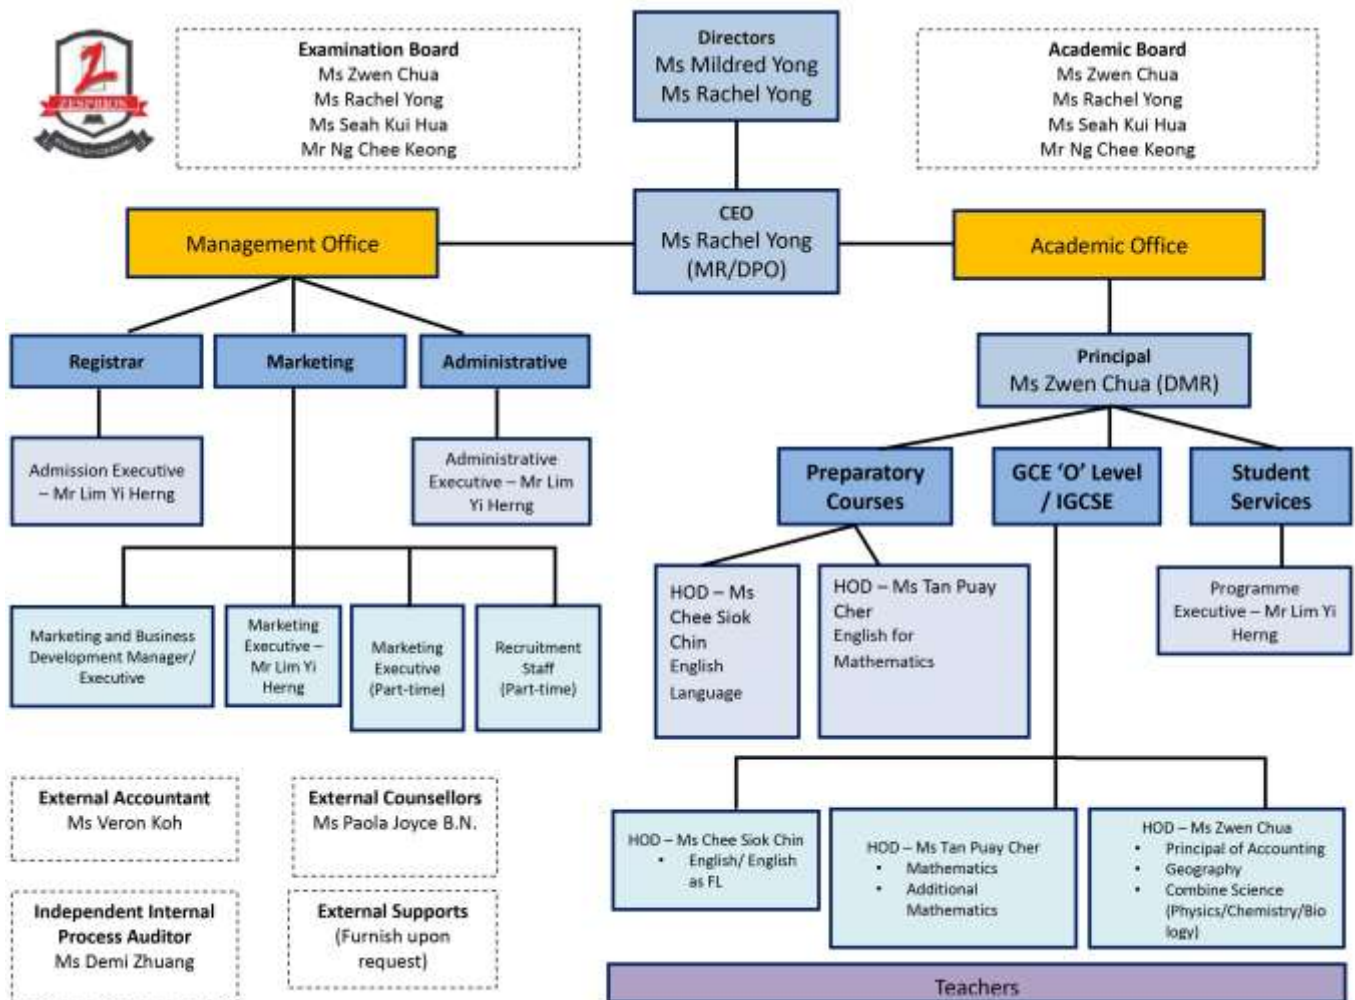 ZESPRION
Examination Board
Ms Zwen Chua
Ms Rachel Yong
Ms Seah Kui Hua
Mr Ng Chee Keong
Directors
Ms Mildred Yong
Ms Rachel Yong
Academic Board
Ms Zwen Chua
Ms Rachel Yong
Ms Seah Kui Hua
Mr Ng Chee Keong
CEO
Ms Rachel Yong
(MR/DPO)
Management Office
Academic Office
Registrar
Marketing
Administrative
Principal
Ms Zwen Chua (DMR)
Admission Executive
– Mr Lim Yi Herng
Administrative
Executive – Mr Lim
Yi Herng
Preparatory
Courses
GCE ‘O’ Level
/ IGCSE
Student
Services
HOD – Ms
Chee Siok
Chin
English
Language
HOD – Ms Tan Puay
Cher
English for
Mathematics
Programme
Executive – Mr Lim Yi
Herng
Marketing and Business
Development Manager/
Executive
Marketing
Executive –
Mr Lim Yi
Herng
Marketing
Executive
(Part-time)
Recruitment
Staff
(Part-time)
External Accountant
Ms Veron Koh
External Counsellors
Ms Paola Joyce B.N.
HOD – Ms Chee Siok Chin
• English/ English
as FL
HOD – Ms Tan Puay Cher
• Mathematics
• Additional
Mathematics
HOD – Ms Zwen Chua
• Principal of Accounting
• Geography
• Combine Science
(Physics/Chemistry/Bio
logy)
Independent Internal
Process Auditor
Ms Demi Zhuang
External Supports
(Furnish upon
request)
Teachers